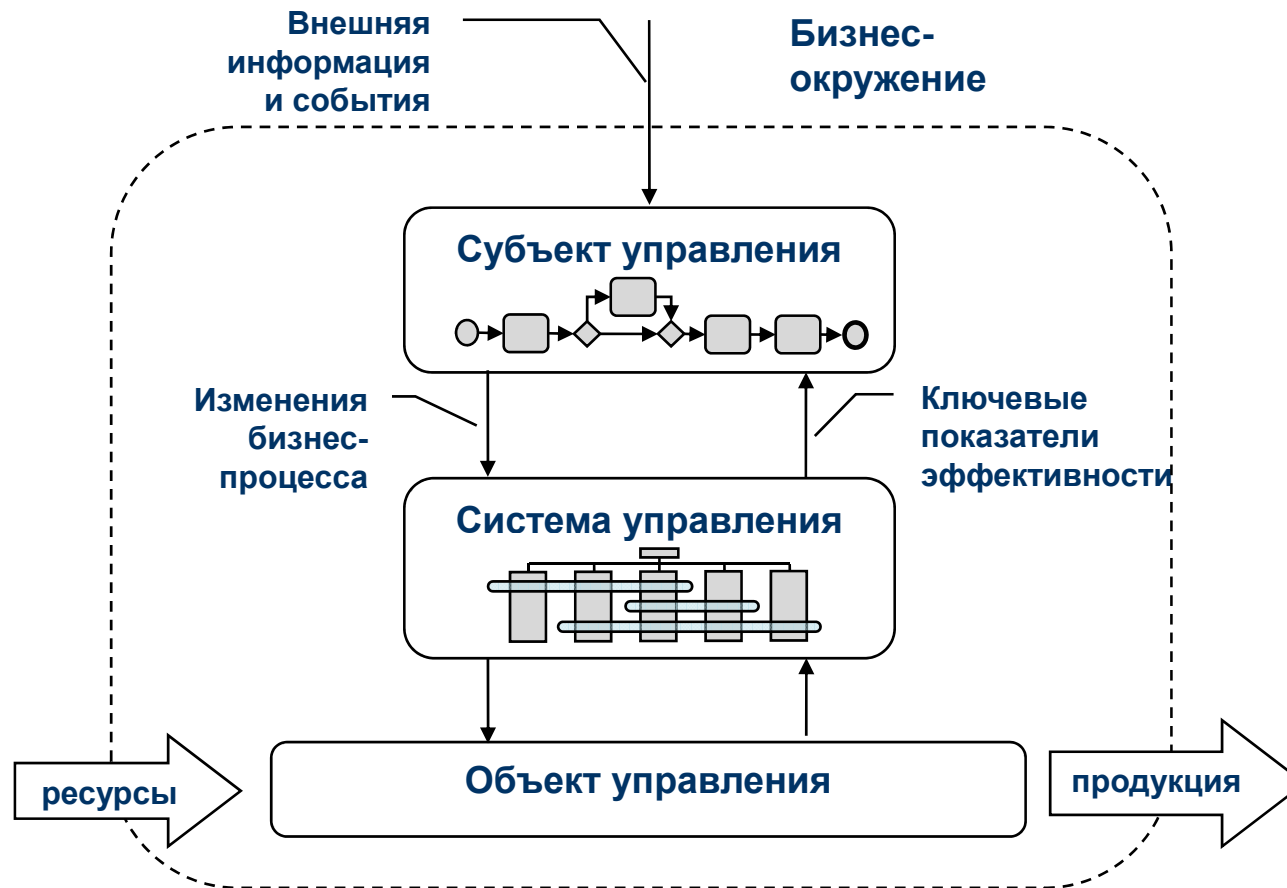 Внешняя
информация
и события
Бизнес-
окружение
Субъект управления
Изменения
бизнес-
процесса
Ключевые
показатели
эффективности
Система управления
ресурсы
Объект управления
продукция